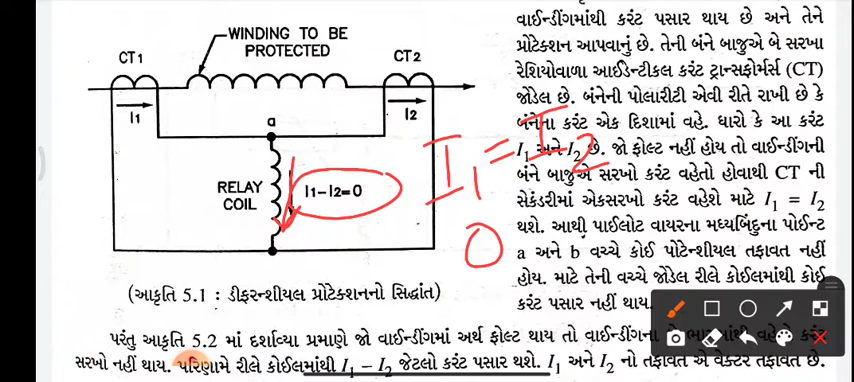 WINDING TO BE
PROTECTED
CT1
CT2
I1
I2
a
RELAY
COIL
I1-I2=0
(આકૃતિ 5.1 : ડીફરન્શીયલ પ્રોટેક્શનનો સિદ્ધાંત)
I₁ = I₂
0
વાઈન્ડીંગમાંથી કરંટ પસાર થાય છે અને તેને
પ્રોટેક્શન આપવાનું છે. તેની બંને બાજુએ બે સરખા
રેશિયોવાળા આઈડેન્ટીકલ કરંટ ટ્રાન્સફોર્મર્સ (CT)
જોડેલ છે. બંનેની પોલારીટી એવી રીતે રાખી છે કે
બંનેના કરંટ એક દિશામાં વહે. ધારો કે આ કરંટ
I₁ અને I₂ છે. જો ફોલ્ટ નહીં હોય તો વાઈન્ડીંગની
બંને બાજુએ સરખો કરંટ વહેતો હોવાથી CT ની
સેકંડરીમાં એકસરખો કરંટ વહેશે માટે I₁ = I₂
થશે. આથી પાઈલોટ વાયરના મધ્યબિંદુના પોઈન્ટ
a અને b વચ્ચે કોઈ પોટેન્શીયલ તફાવત નહીં
હોય. માટે તેની વચ્ચે જોડેલ રીલે કોઈલમાંથી કોઈ
કરંટ પસાર નહીં થાય.
પરંતુ આકૃતિ 5.2 માં દર્શાવ્યા પ્રમાણે જો વાઈન્ડીંગમાં અર્થ ફોલ્ટ થાય તો વાઈન્ડીંગના કરંટ
સરખો નહીં થાય. પરિણામે રીલે કોઈલમાંથી I₁ – I₂ જેટલો કરંટ પસાર થશે. I₁ અને I₂ નો તફાવત એ વેક્ટર તફાવત છે.